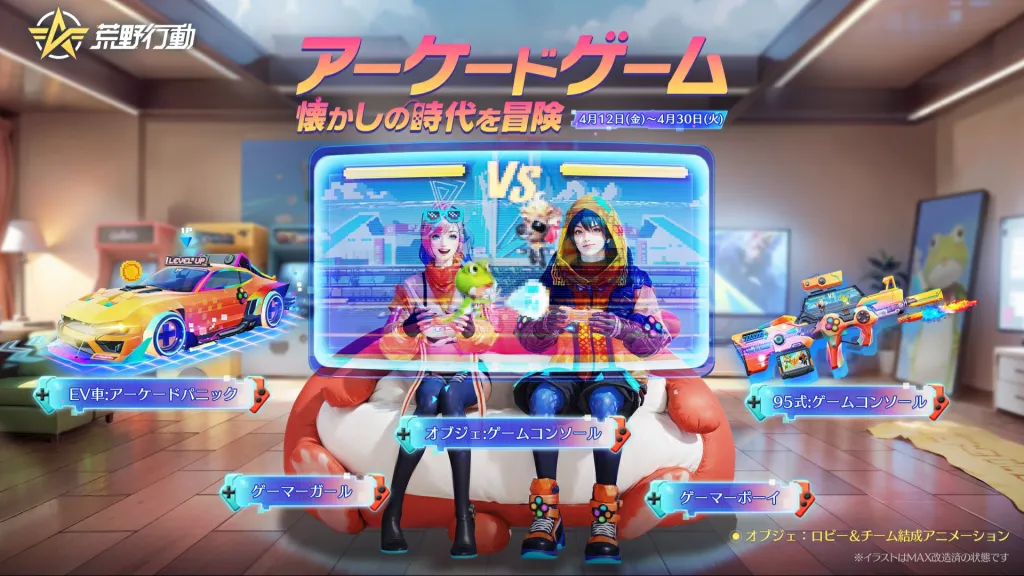 荒野行動
アーケードゲーム
懐かしの時代を冒険
4月12日(金)~4月30日(火)
VS
1P
LEVEL UP
EV車:アーケードパニック
95式:ゲームコンソール
オブジェ:ゲームコンソール
ゲーマーガール
ゲーマーボーイ
● オブジェ:ロビー&チーム結成アニメーション
※イラストはMAX改造済の状態です